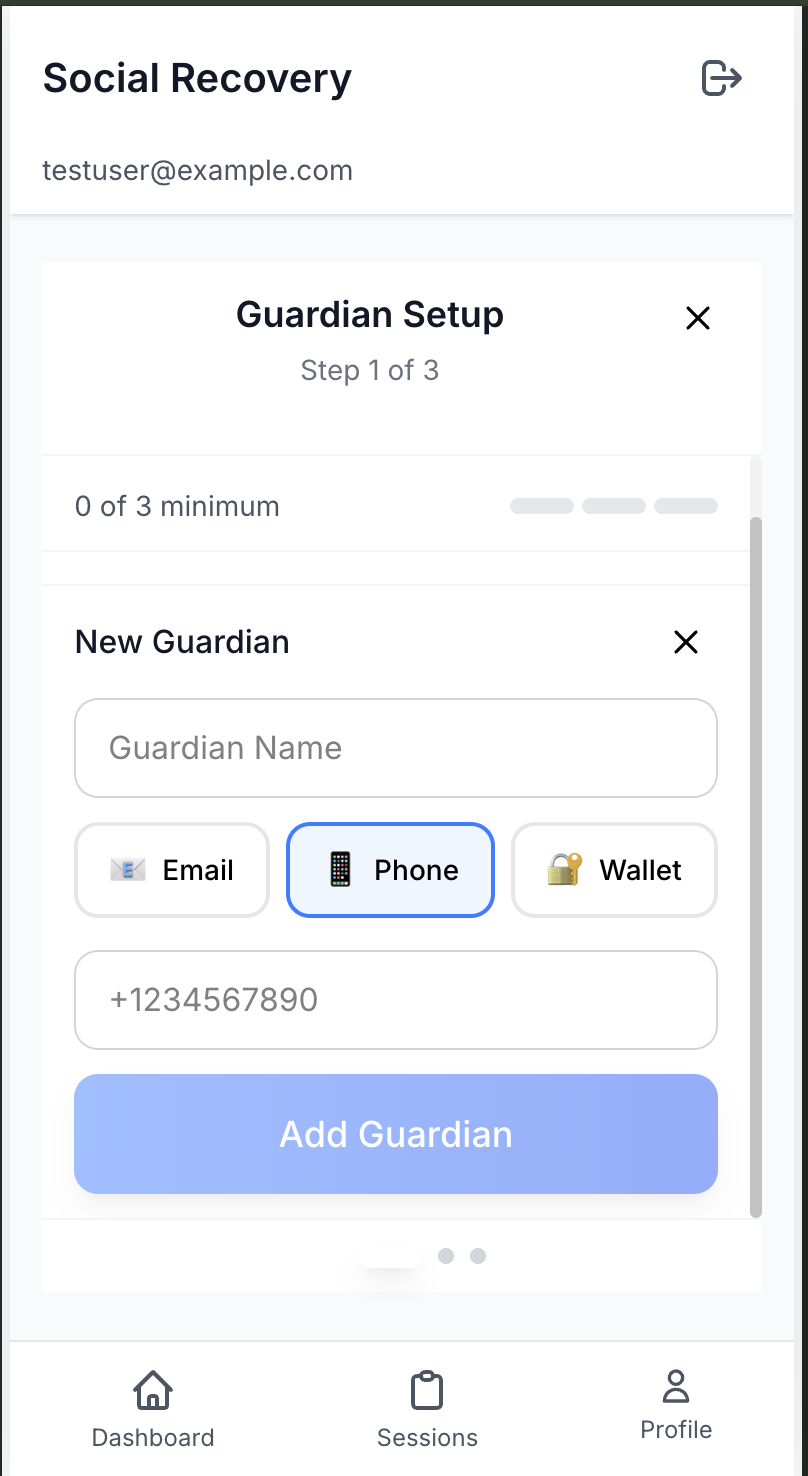 Social Recovery
testuser@example.com
Guardian Setup
Step 1 of 3
0 of 3 minimum
New Guardian
Guardian Name
Email
Phone
Wallet
+1234567890
Add Guardian
Dashboard
Sessions
Profile